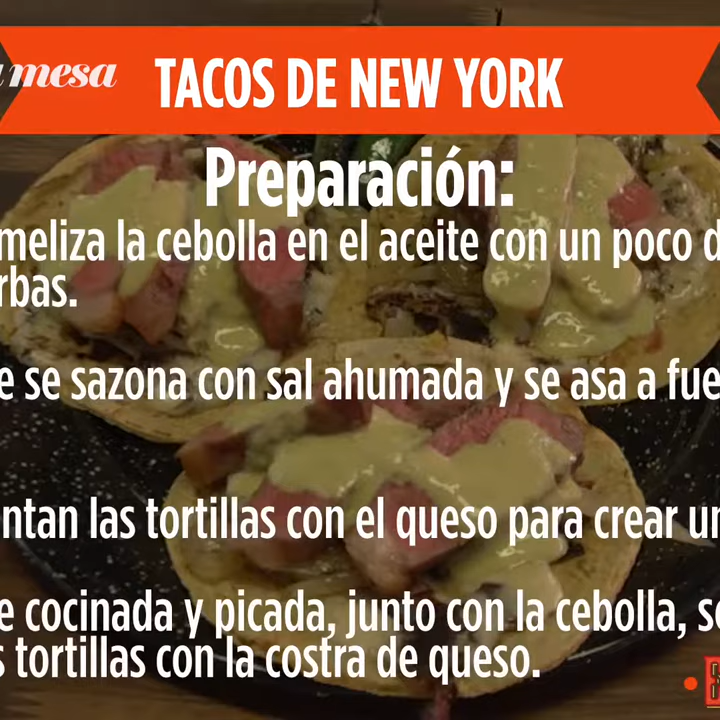 mesa
TACOS DE NEW YORK
Preparación:
meliza la cebolla en el aceite con un poco d
rbas.
e se sazona con sal ahumada y se asa a fue
ntan las tortillas con el queso para crear un
e cocinada y picada, junto con la cebolla, se
s tortillas con la costra de queso.